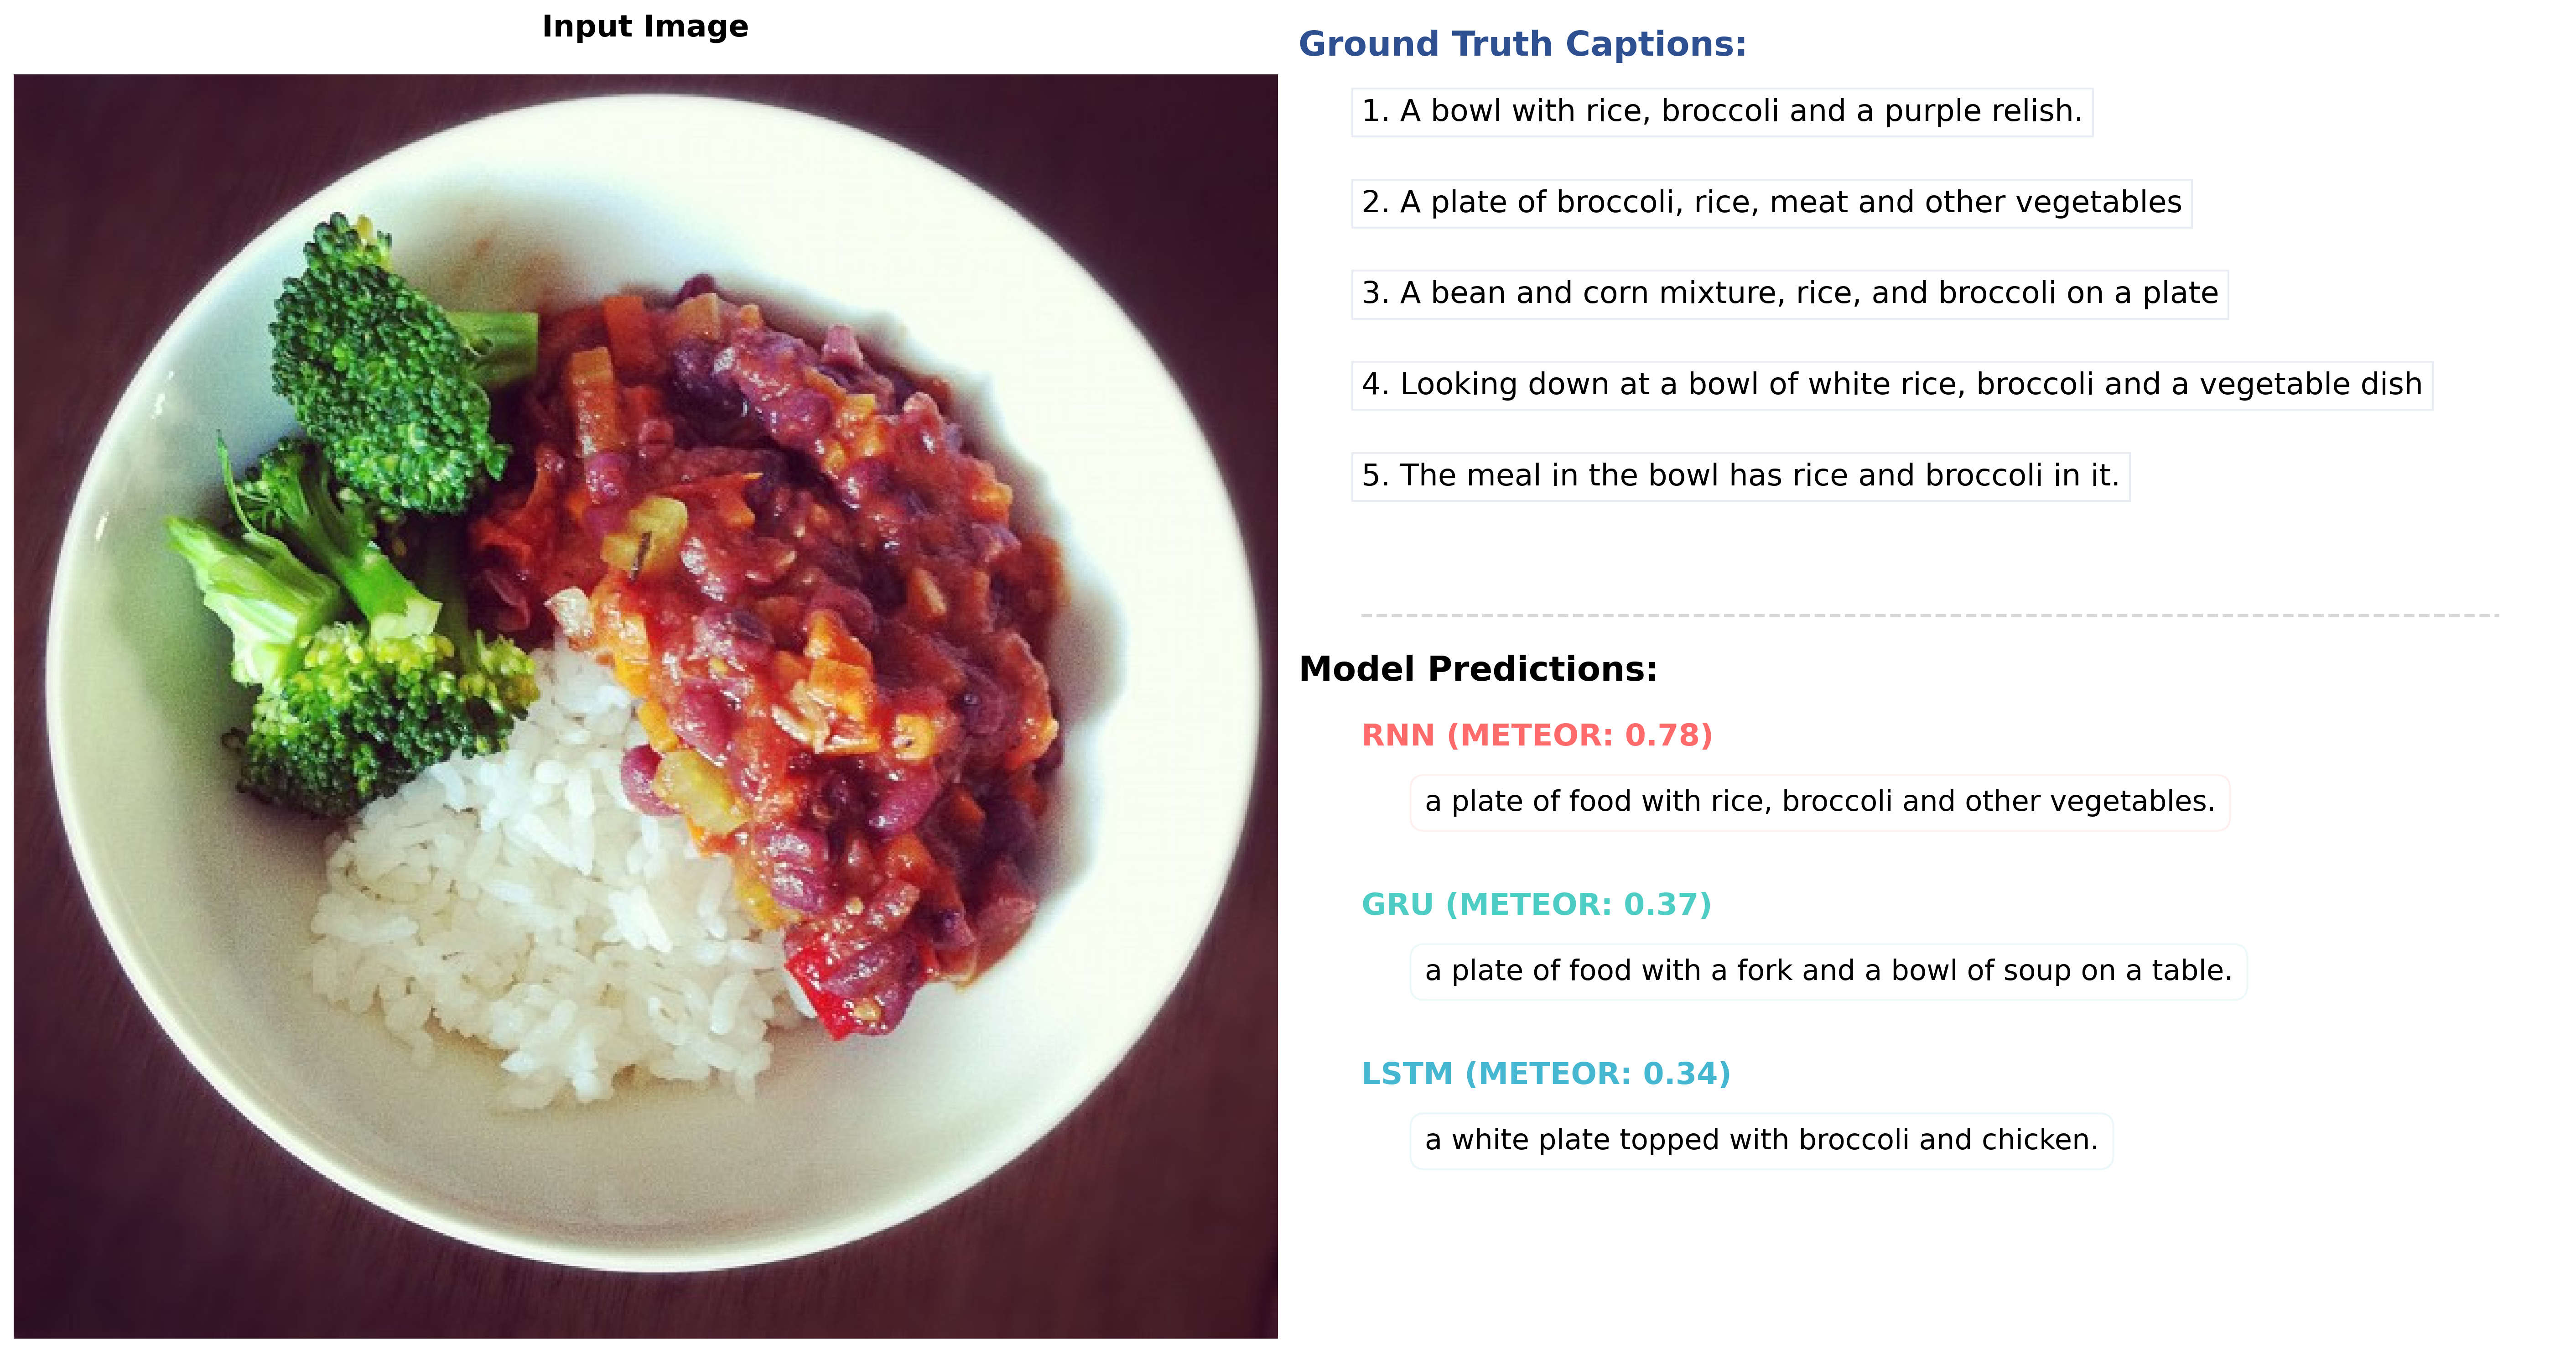 Input Image
Ground Truth Captions:
1. A bowl with rice, broccoli and a purple relish.
2. A plate of broccoli, rice, meat and other vegetables
3. A bean and corn mixture, rice, and broccoli on a plate
4. Looking down at a bowl of white rice, broccoli and a vegetable dish
5. The meal in the bowl has rice and broccoli in it.
Model Predictions:
RNN (METEOR: 0.78)
a plate of food with rice, broccoli and other vegetables.
GRU (METEOR: 0.37)
a plate of food with a fork and a bowl of soup on a table.
LSTM (METEOR: 0.34)
a white plate topped with broccoli and chicken.